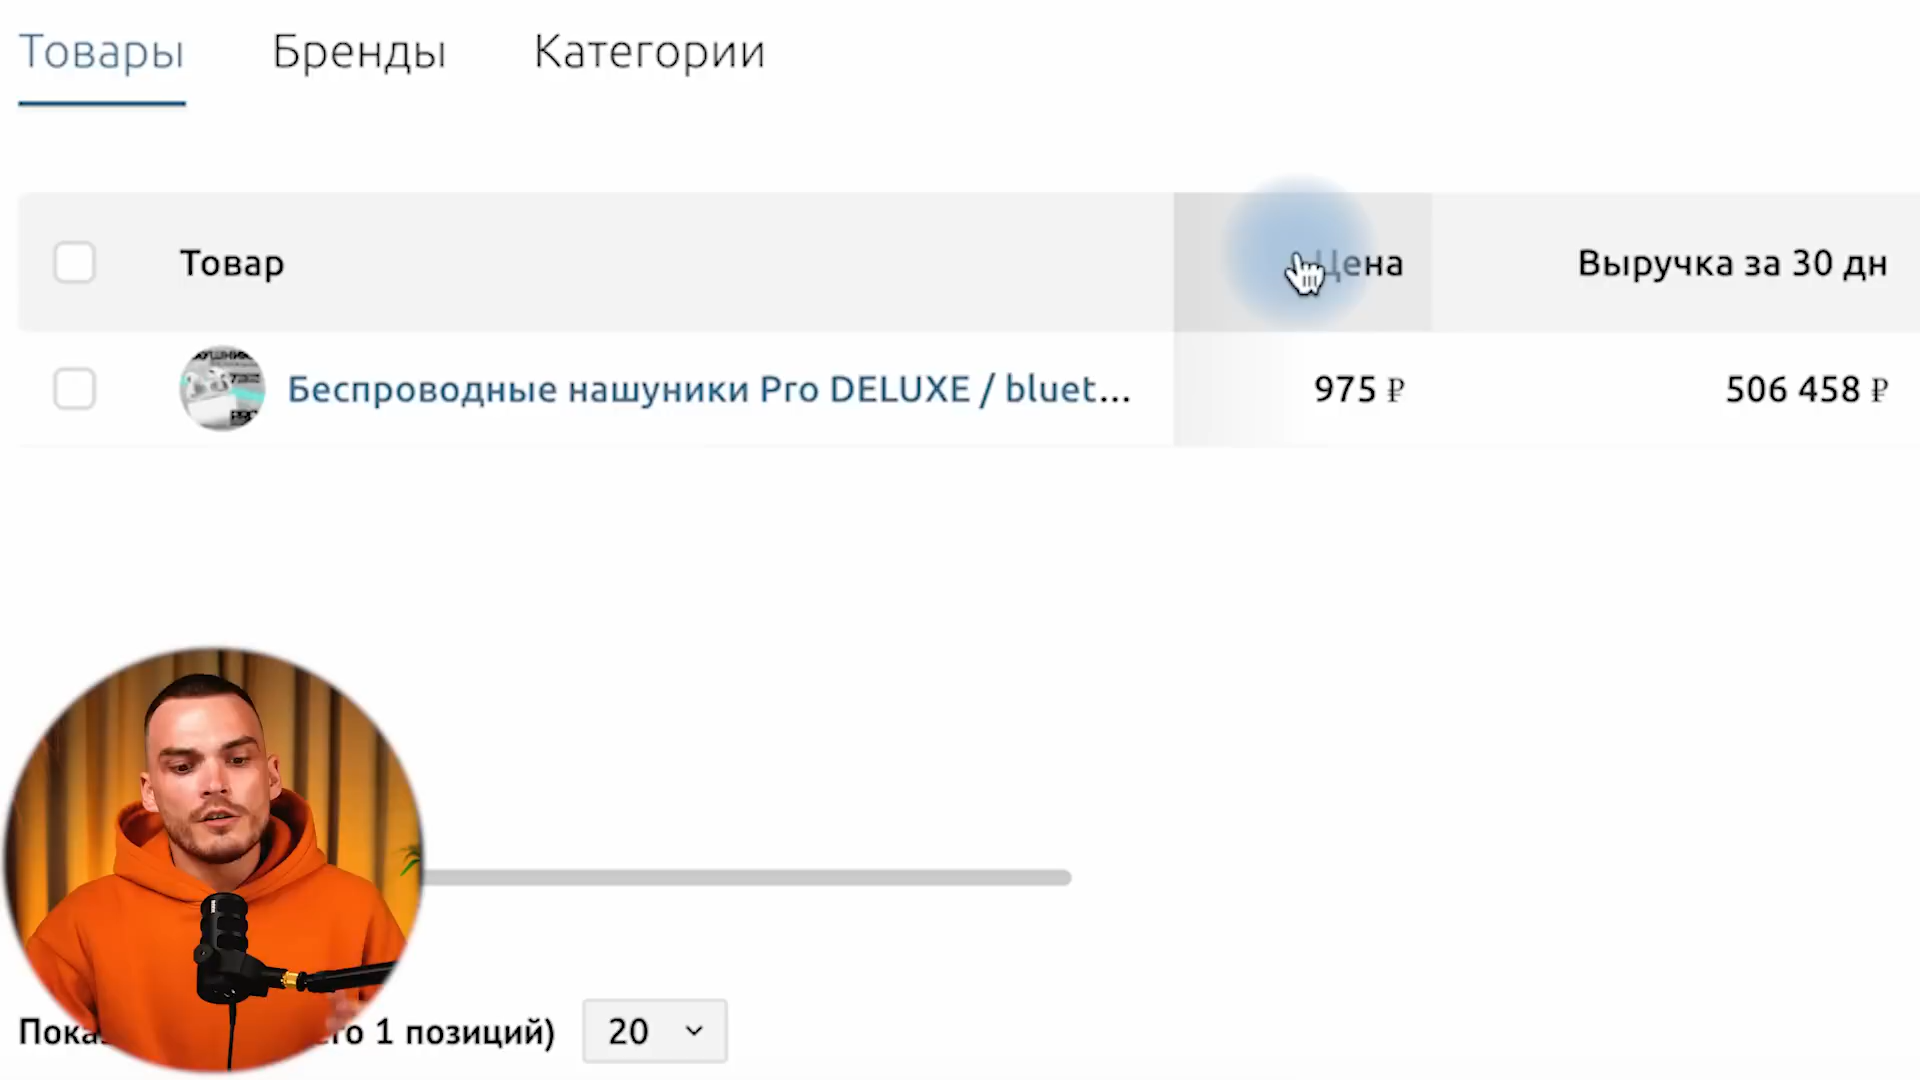 Товары Бренды Категории
Товар Цена Выручка за 30 дн
Беспроводные нашуники Pro DELUXE / bluet... 975 ₽ 506 458 ₽
1 позиций) 20